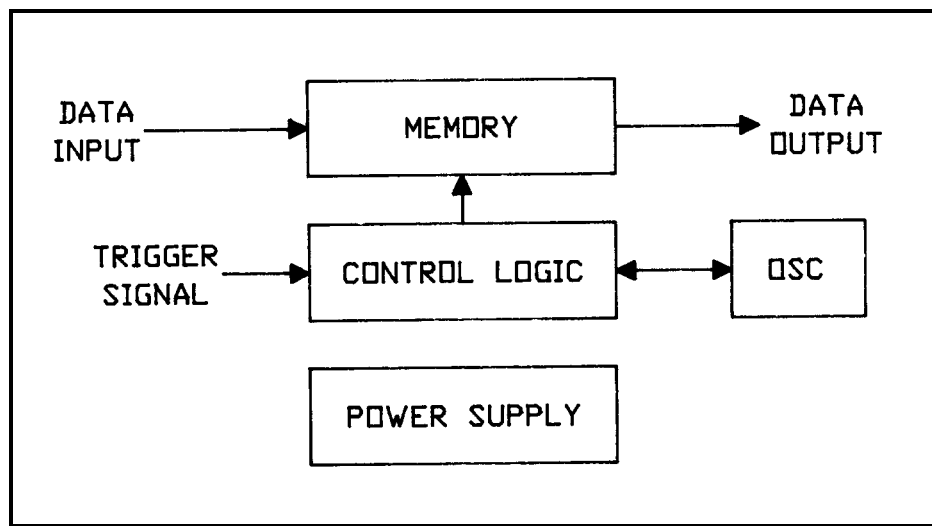 DATA
INPUT
MEMORY
DATA
OUTPUT
TRIGGER
SIGNAL
CONTROL LOGIC
OSC
POWER SUPPLY